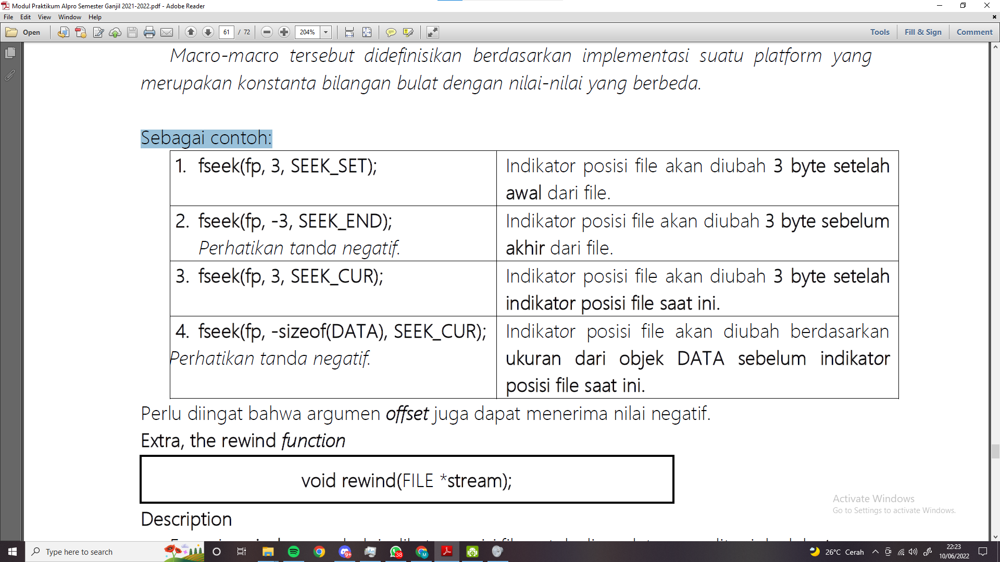 Modul Praktikum Alpro Semester Ganjil 2021-2022.pdf - Adobe Reader
File Edit View Window Help
Open 61 / 72 204% Tools Fill & Sign Comment
Macro-macro tersebut didefinisikan berdasarkan implementasi suatu platform yang
merupakan konstanta bilangan bulat dengan nilai-nilai yang berbeda.
Sebagai contoh:
1. fseek(fp, 3, SEEK_SET);
Indikator posisi file akan diubah 3 byte setelah
awal dari file.
2. fseek(fp, -3, SEEK_END);
Perhatikan tanda negatif.
Indikator posisi file akan diubah 3 byte sebelum
akhir dari file.
3. fseek(fp, 3, SEEK_CUR);
Indikator posisi file akan diubah 3 byte setelah
indikator posisi file saat ini.
4. fseek(fp, -sizeof(DATA), SEEK_CUR);
Perhatikan tanda negatif.
Indikator posisi file akan diubah berdasarkan
ukuran dari objek DATA sebelum indikator
posisi file saat ini.
Perlu diingat bahwa argumen offset juga dapat menerima nilai negatif.
Extra, the rewind function
void rewind(FILE *stream);
Description
Activate Windows
Go to Settings to activate Windows.
Type here to search
9+
38
M
26°C Cerah
22:23
10/06/2022